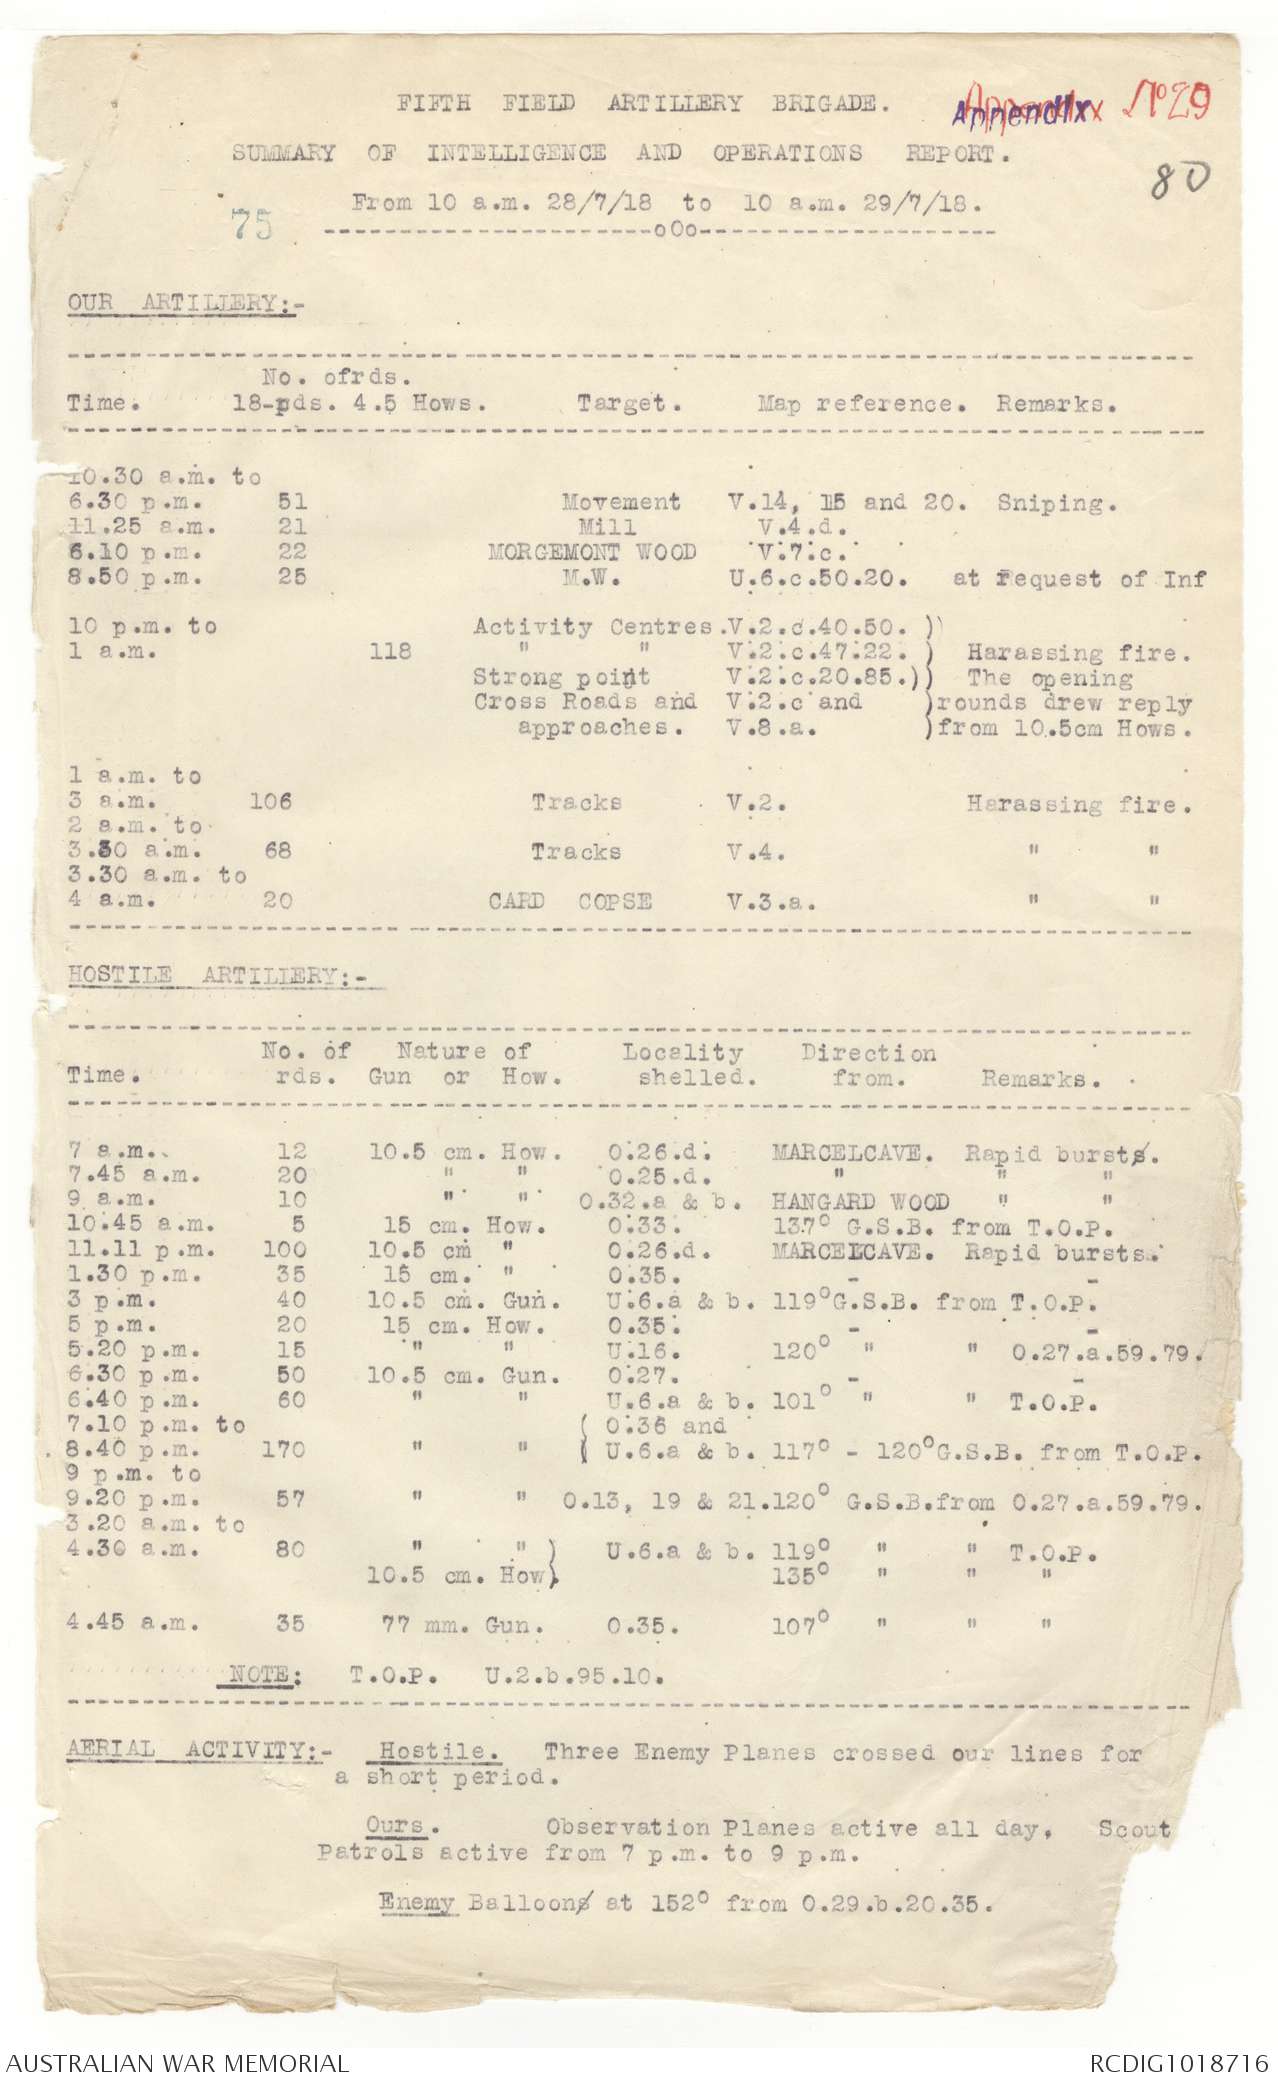 FIFTH FIELD ARTILLERY BRIGADE.
Appendix Appendix No 29
SUMMARY OF INTELLIGENCE AND OPERATIONS REPORT.
80
From 10 a.m. 28/7/18 to 10 a.m. 29/7/18.
75
----------------------oOo--------------------
OUR ARTILLERY:-
No. ofrds.
Time. 18-pds. 4.5 Hows. Target. Map reference. Remarks.
10.30 a.m. to
6.30 p.m. 51 Movement V.14, 15 and 20. Sniping.
11.25 a.m. 21 Mill V.4.d.
6.10 p.m. 22 MORGEMONT WOOD V.7.c.
8.50 p.m. 25 M.W. U.6.c.50.20. at request of Inf
10 p.m. to Activity Centres.V.2.c.40.50. ))
1 a.m. 118 " " V.2.c.47.22. ) Harassing fire.
Strong point V.2.c.20.85.)) The opening
Cross Roads and V.2.c and )rounds drew reply
approaches. V.8.a. )from 10.5cm Hows.
1 a.m. to
3 a.m. 106 Tracks V.2. Harassing fire.
2 a.m. to
3.30 a.m. 68 Tracks V.4. " "
3.30 a.m. to
4 a.m. 20 CARD COPSE V.3.a. " "
HOSTILE ARTILLERY:-
No. of Nature of Locality Direction
Time. rds. Gun or How. shelled. from. Remarks.
7 a.m. 12 10.5 cm. How. O.26.d. MARCELCAVE. Rapid bursts.
7.45 a.m. 20 " " O.25.d. " " "
9 a.m. 10 " " O.32.a & b. HANGARD WOOD " "
10.45 a.m. 5 15 cm. How. O.33. 137° G.S.B. from T.O.P.
11.11 p.m. 100 10.5 cm " O.26.d. MARCELCAVE. Rapid bursts.
1.30 p.m. 35 15 cm. " O.35. - -
3 p.m. 40 10.5 cm. Gun. U.6.a & b. 119°G.S.B. from T.O.P.
5 p.m. 20 15 cm. How. O.35. - -
5.20 p.m. 15 " " U.16. 120° " " O.27.a.59.79.
6.30 p.m. 50 10.5 cm. Gun. O.27. - -
6.40 p.m. 60 " " U.6.a & b. 101° " " T.O.P.
7.10 p.m. to ( O.36 and
8.40 p.m. 170 " " ( U.6.a & b. 117° - 120°G.S.B. from T.O.P.
9 p.m. to
9.20 p.m. 57 " " O.13, 19 & 21.120° G.S.B.from O.27.a.59.79.
3.20 a.m. to
4.30 a.m. 80 " ") U.6.a & b. 119° " " T.O.P.
10.5 cm. How). 135° " " "
4.45 a.m. 35 77 mm. Gun. O.35. 107° " " "
NOTE: T.O.P. U.2.b.95.10.
AERIAL ACTIVITY:- Hostile. Three Enemy Planes crossed our lines for
a short period.
Ours. Observation Planes active all day. Scout
Patrols active from 7 p.m. to 9 p.m.
Enemy Balloons at 152° from O.29.b.20.35.
AUSTRALIAN WAR MEMORIAL RCDIG1018716